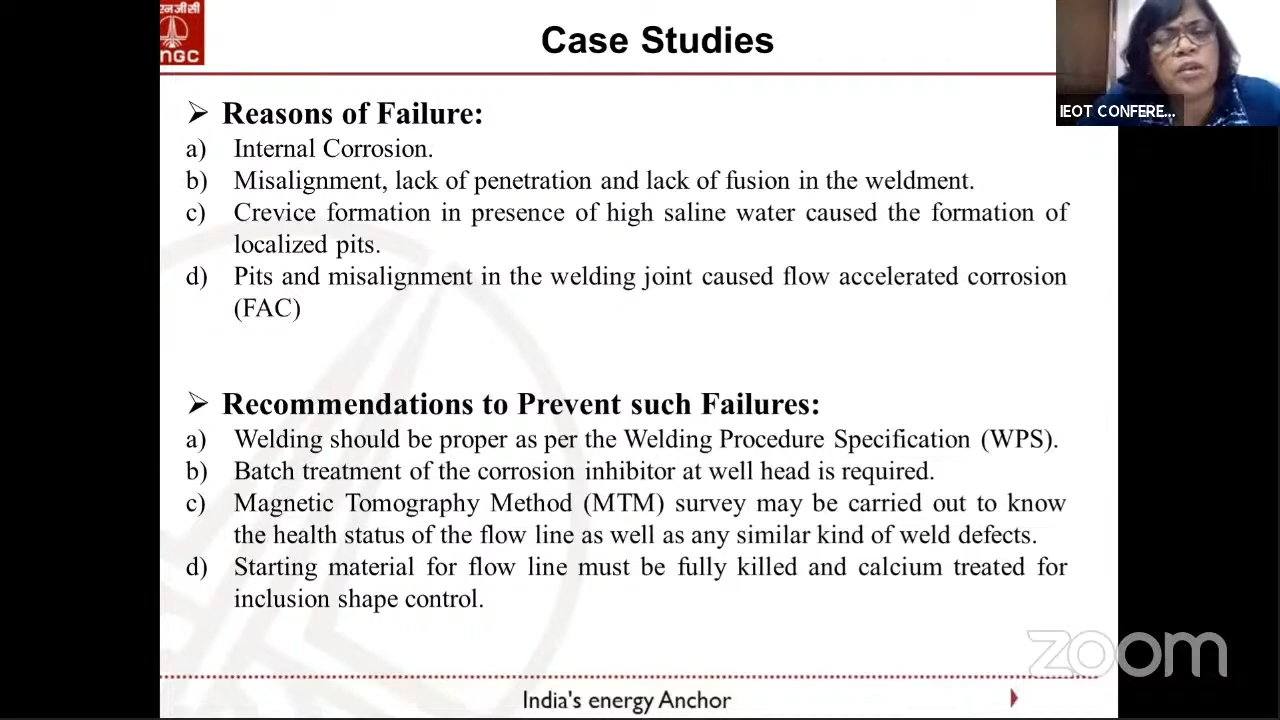 एनजीसी
NGC
Case Studies
IEOT CONFERE...
➢ Reasons of Failure:
a) Internal Corrosion.
b) Misalignment, lack of penetration and lack of fusion in the weldment.
c) Crevice formation in presence of high saline water caused the formation of
localized pits.
d) Pits and misalignment in the welding joint caused flow accelerated corrosion
(FAC)
➢ Recommendations to Prevent such Failures:
a) Welding should be proper as per the Welding Procedure Specification (WPS).
b) Batch treatment of the corrosion inhibitor at well head is required.
c) Magnetic Tomography Method (MTM) survey may be carried out to know
the health status of the flow line as well as any similar kind of weld defects.
d) Starting material for flow line must be fully killed and calcium treated for
inclusion shape control.
zoom
India's energy Anchor